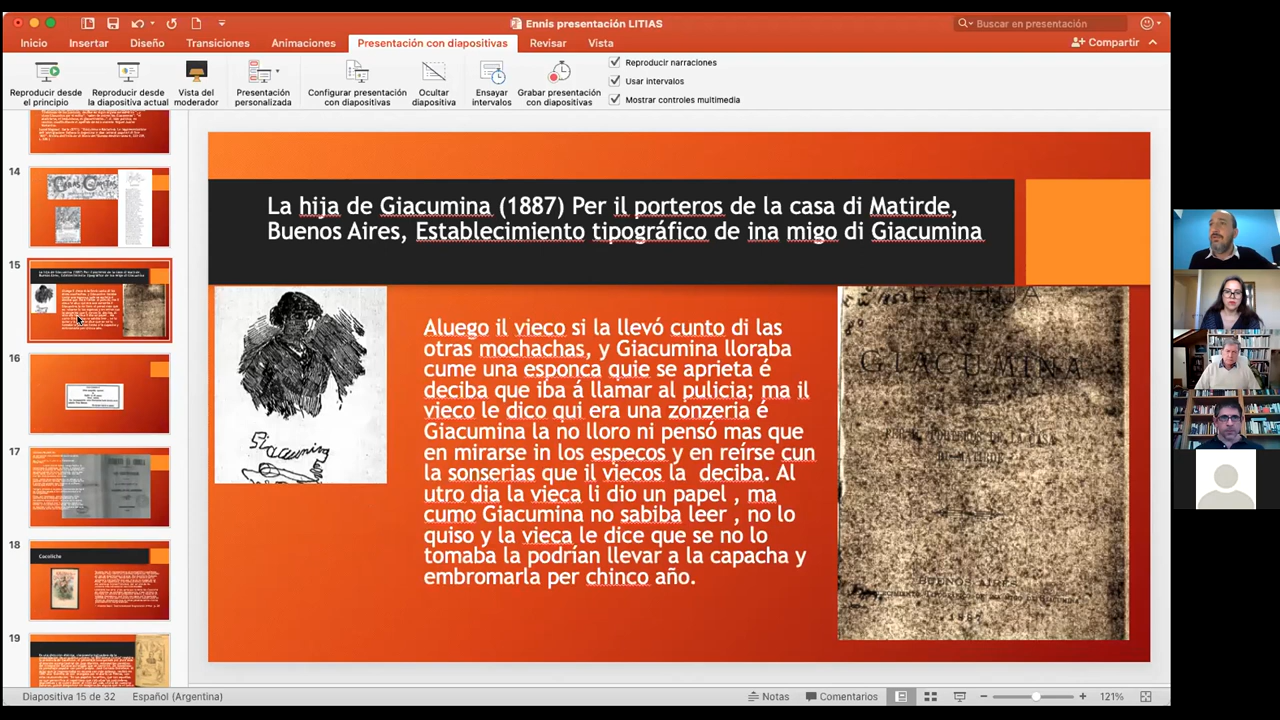 Ennis presentación LITIAS
Buscar en presentación
Inicio
Insertar
Diseño
Transiciones
Animaciones
Presentación con diapositivas
Revisar
Vista
Compartir
Reproducir desde
el principio
Reproducir desde
la diapositiva actual
Vista del
moderador
Presentación
personalizada
Configurar presentación
con diapositivas
Ocultar
diapositiva
Ensayar
intervalos
Grabar presentación
con diapositivas
Reproducir narraciones
Usar intervalos
Mostrar controles multimedia
14
CARAS Y CARETAS
15
16
17
18
Cocoliche
19
La hija de Giacumina (1887) Per il porteros de la casa di Matirde,
Buenos Aires, Establecimiento tipográfico de ina migo di Giacumina
Giacumina
Aluego il vieco si la llevó cunto di las
otras mochachas, y Giacumina lloraba
cume una esponca quie se aprieta é
deciba que iba á llamar al pulicia; ma il
vieco le dico qui era una zonzeria é
Giacumina la no lloro ni pensó mas que
en mirarse in los especos y en reírse cun
la sonserias que il viecos la deciba. Al
utro dia la vieca li dio un papel , ma
cumo Giacumina no sabiba leer , no lo
quiso y la vieca le dice que se no lo
tomaba la podrían llevar a la capacha y
embromarla per chinco año.
GIACUMINA
1887
Diapositiva 15 de 32
Español (Argentina)
Notas
Comentarios
121%